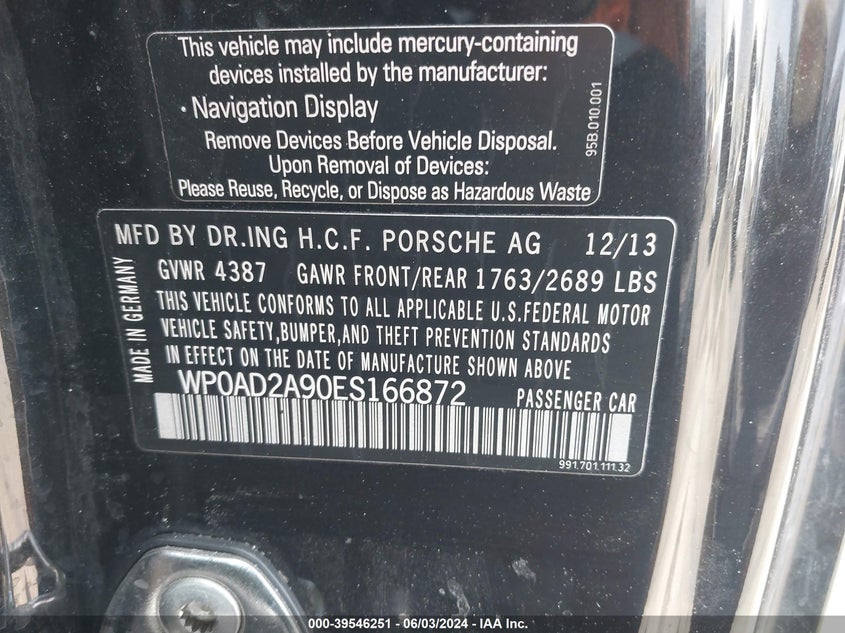 This vehicle may include mercury-containing
devices installed by the manufacturer:
· Navigation Display
Remove Devices Before Vehicle Disposal.
Upon Removal of Devices:
Please Reuse, Recycle, or Dispose as Hazardous Waste
95B.010.001
MFD BY DR.ING H.C.F. PORSCHE AG 12/13
GVWR 4387 GAWR FRONT/REAR 1763/2689 LBS
THIS VEHICLE CONFORMS TO ALL APPLICABLE U.S.FEDERAL MOTOR
VEHICLE SAFETY,BUMPER,AND THEFT PREVENTION STANDARDS
IN EFFECT ON THE DATE OF MANUFACTURE SHOWN ABOVE
MADE IN GERMANY
WP0AD2A90ES166872 PASSENGER CAR
991.701.111.32
000-39546251 - 06/03/2024 - IAA Inc.